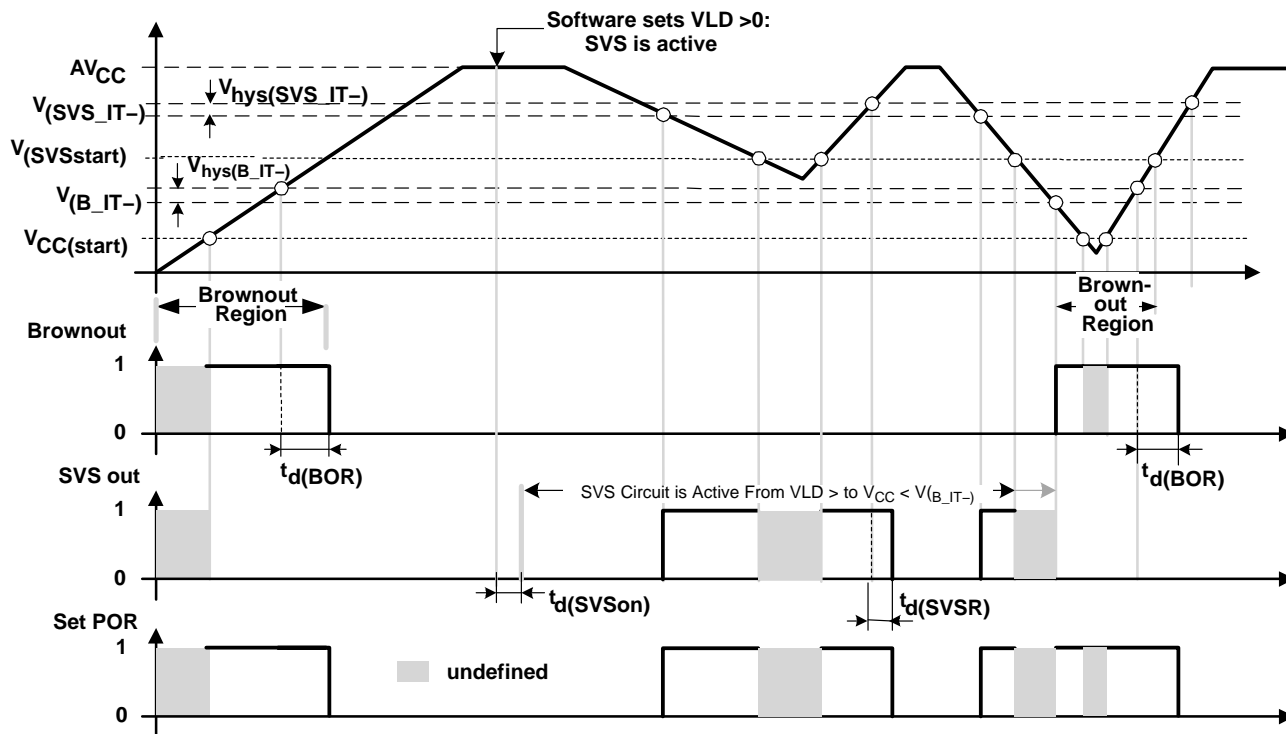 Software sets VLD >0:
SVS is active
AVCC
Vhys(SVS_IT−)
V(SVS_IT−)
V(SVSstart)
Vhys(B_IT−)
V(B_IT−)
VCC(start)
Brownout
Region
Brown-
out
Region
Brownout
1
0
td(BOR)
td(BOR)
SVS out
SVS Circuit is Active From VLD > to VCC < V(B_IT−)
1
0
td(SVSon)
td(SVSR)
Set POR
1
undefined
0